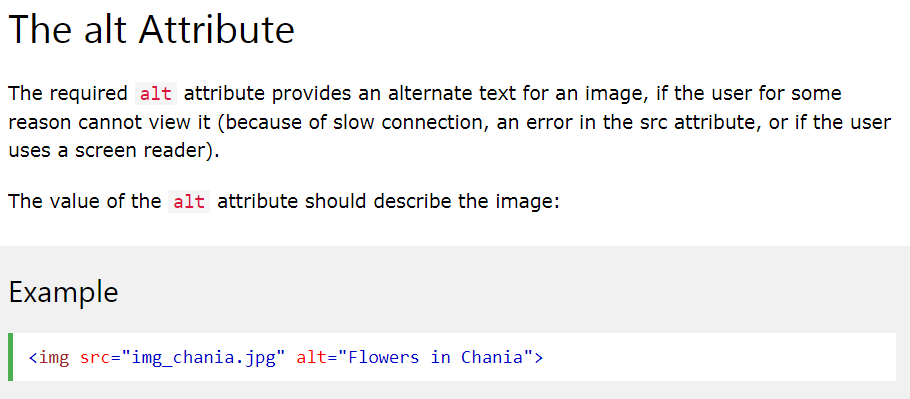 The alt Attribute
The required alt attribute provides an alternate text for an image, if the user for some
reason cannot view it (because of slow connection, an error in the src attribute, or if the user
uses a screen reader).
The value of the alt attribute should describe the image:
Example
<img src="img_chania.jpg" alt="Flowers in Chania">